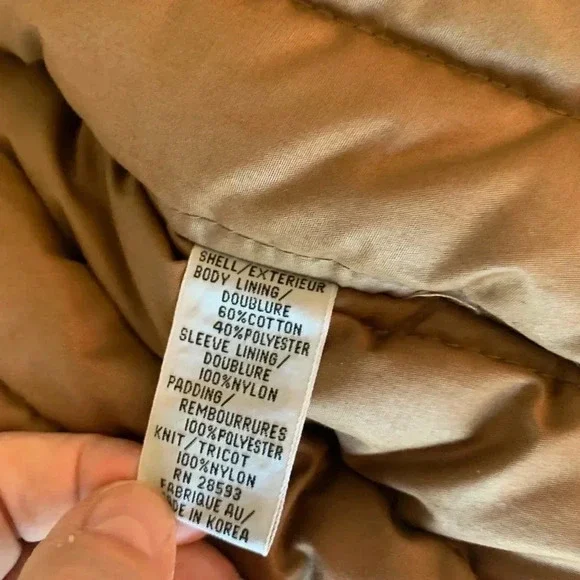 SHELL/EXTERIEUR
BODY LINING/
DOUBLURE
60%COTTON
40%POLYESTER
SLEEVE LINING/
DOUBLURE
100%NYLON
PADDING/
REMBOURRURES
100%POLYESTER
KNIT/TRICOT
100%NYLON
RN 28593
FABRIQUE AU/
MADE IN KOREA